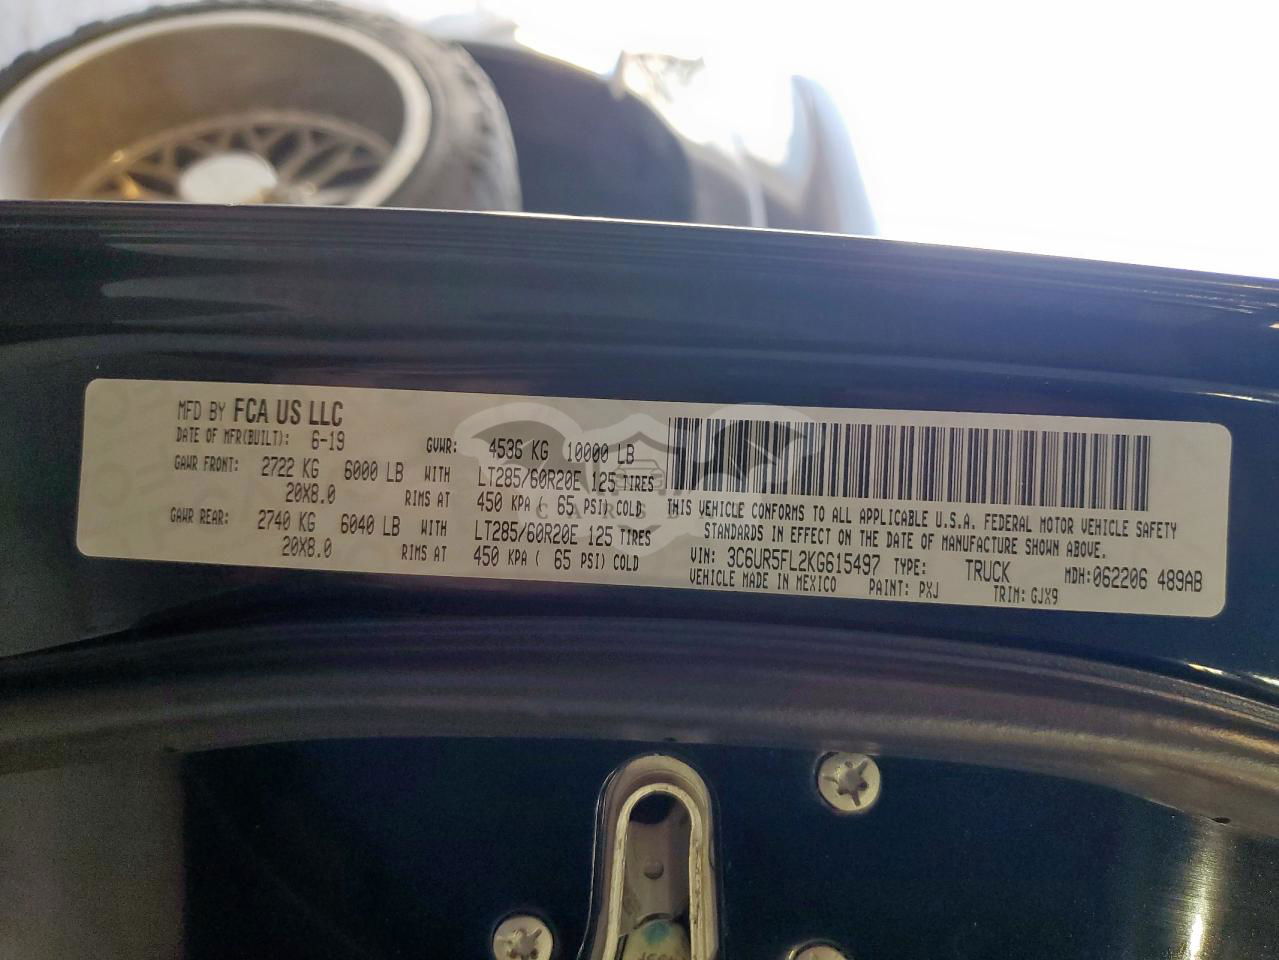 MFD BY FCA US LLC
DATE OF MFR(BUILT): 6-19 GVWR: 4536 KG 10000 LB
GAWR FRONT: 2722 KG 6000 LB WITH LT285/60R20E 125 TIRES
20X8.0 RIMS AT 450 KPA ( 65 PSI) COLD
GAWR REAR: 2740 KG 6040 LB WITH LT285/60R20E 125 TIRES
20X8.0 RIMS AT 450 KPA ( 65 PSI) COLD
THIS VEHICLE CONFORMS TO ALL APPLICABLE U.S.A. FEDERAL MOTOR VEHICLE SAFETY
STANDARDS IN EFFECT ON THE DATE OF MANUFACTURE SHOWN ABOVE.
VIN: 3C6UR5FL2KG615497 TYPE: TRUCK MDH:062206 489AB
VEHICLE MADE IN MEXICO PAINT: PXJ TRIM: GJX9